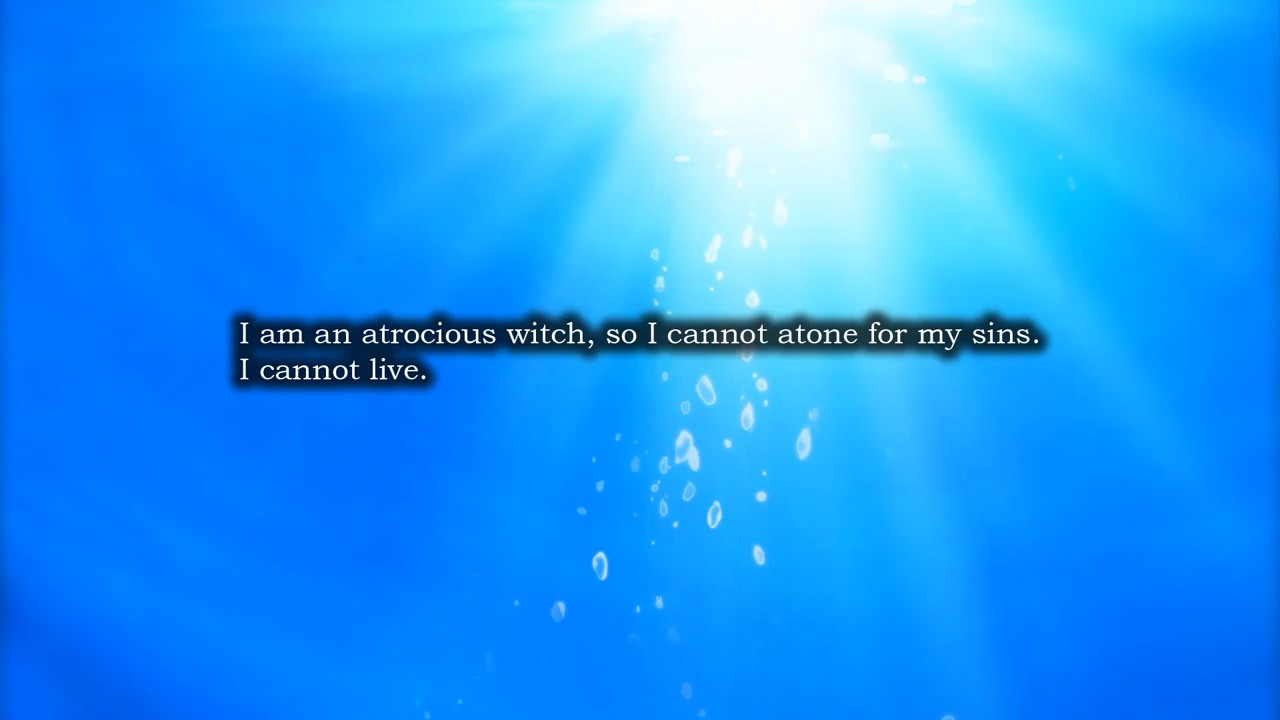 I am an atrocious witch, so I cannot atone for my sins.
I cannot live.